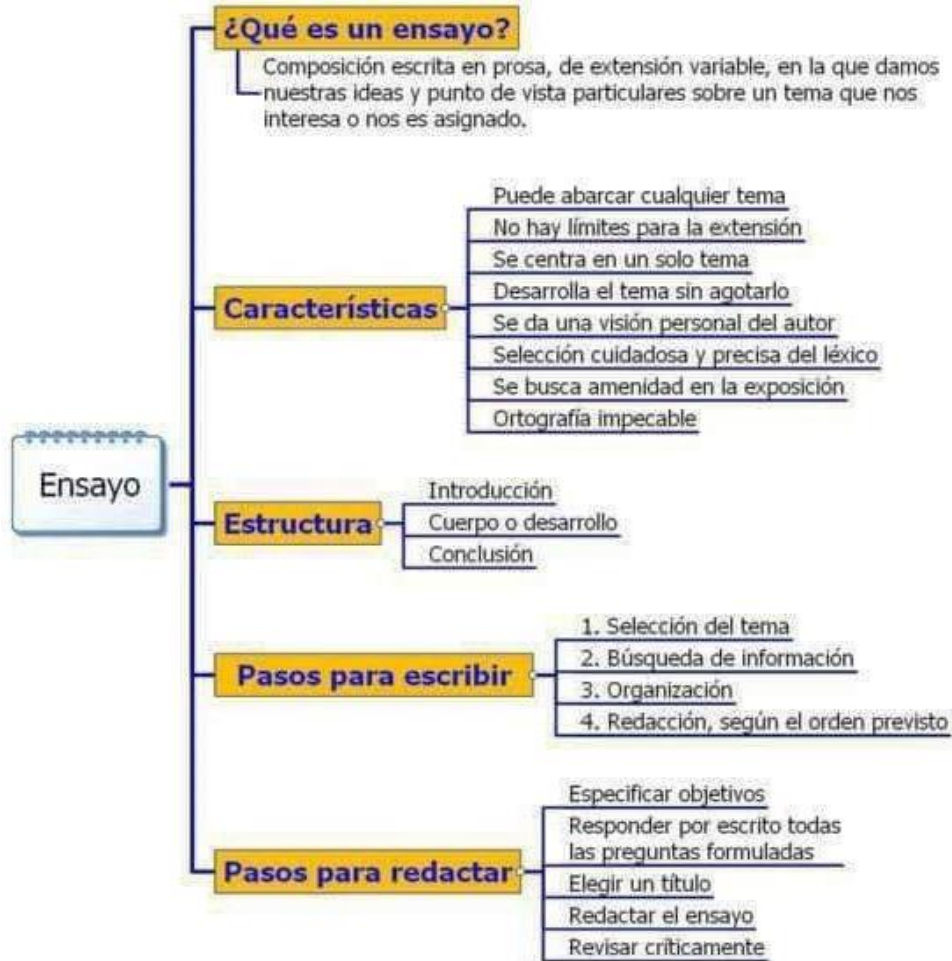 ¿Qué es un ensayo?
Composición escrita en prosa, de extensión variable, en la que damos
nuestras ideas y punto de vista particulares sobre un tema que nos
interesa o nos es asignado.
Puede abarcar cualquier tema
No hay límites para la extensión
Se centra en un solo tema
Desarrolla el tema sin agotarlo
Característícas
Se da una visión personal del autor
Selección cuidadosa y precisa del léxico
Se busca amenidad en la exposición
Ortografía impecable
Ensayo
Introducción
Estructura
Cuerpo o desarrollo
Conclusión
1. Selección del tema
2. Búsqueda de información
Pasos para escribir
3. Organización
4. Redacción, según el orden previsto
Especificar objetivos
Responder por escrito todas
las preguntas formuladas
Pasos para redactar
Elegir un título
Redactar el ensayo
Revisar críticamente